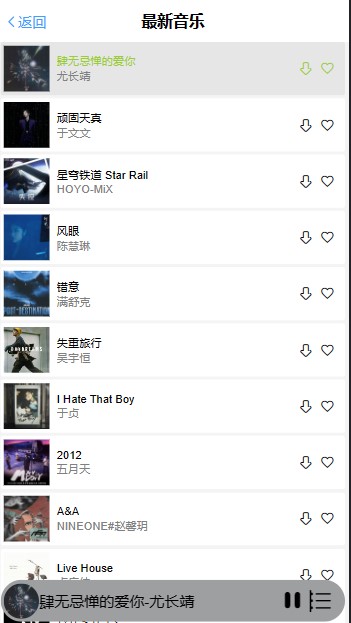 返回
最新音乐
肆无忌惮的爱你
尤长靖
顽固天真
于文文
星穹铁道 Star Rail
HOYO-MiX
风眼
陈慧琳
错意
满舒克
失重旅行
吴宇恒
I Hate That Boy
于贞
2012
五月天
A&A
NINEONE#赵馨玥
Live House
肆无忌惮的爱你-尤长靖